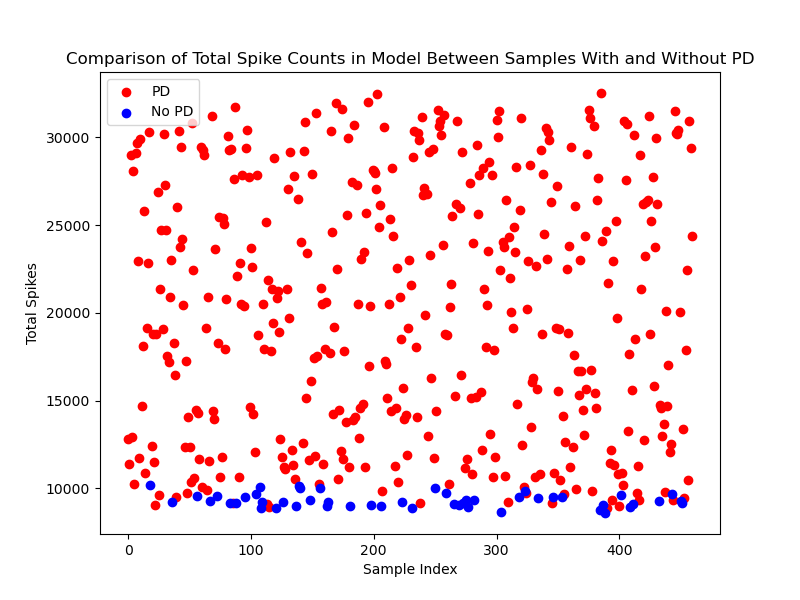 Comparison of Total Spike Counts in Model Between Samples With and Without PD
PD
No PD
30000
25000
20000
15000
10000
Total Spikes
0
100
200
300
400
Sample Index